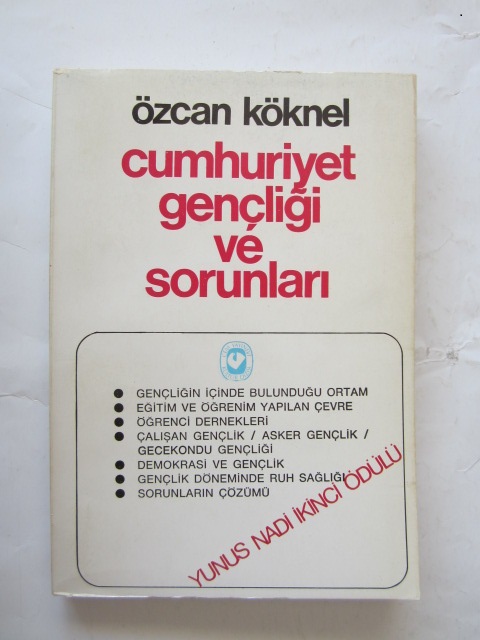 özcan köknel
cumhuriyet
gençliği
ve
sorunları
● GENÇLİĞİN İÇİNDE BULUNDUĞU ORTAM
● EĞİTİM VE ÖĞRENİM YAPILAN ÇEVRE
● ÖĞRENCİ DERNEKLERİ
● ÇALIŞAN GENÇLİK / ASKER GENÇLİK /
GECEKONDU GENÇLİĞİ
● DEMOKRASİ VE GENÇLİK
● GENÇLİK DÖNEMİNDE RUH SAĞLIĞI
● SORUNLARIN ÇÖZÜMÜ
YUNUS NADİ İKİNCİ ÖDÜLÜ